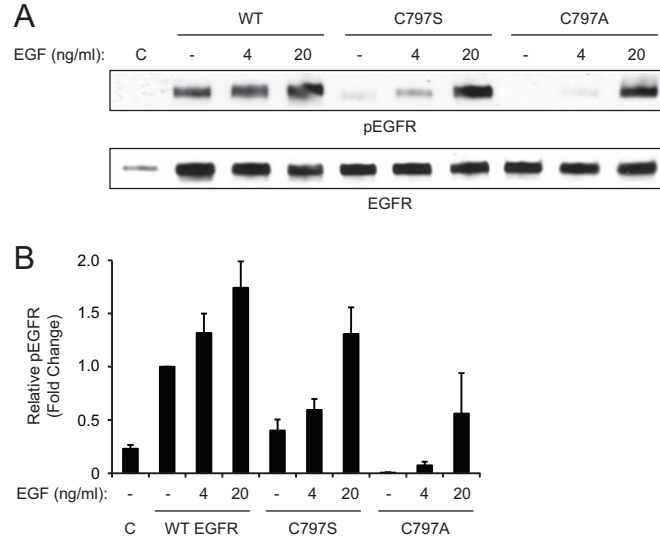 A
WT C797S C797A
EGF (ng/ml): C - 4 20 - 4 20 - 4 20
pEGFR
EGFR
B
Relative pEGFR
(Fold Change)
2.0
1.5
1.0
0.5
0
EGF (ng/ml): - - 4 20 - 4 20 - 4 20
C WT EGFR C797S C797A